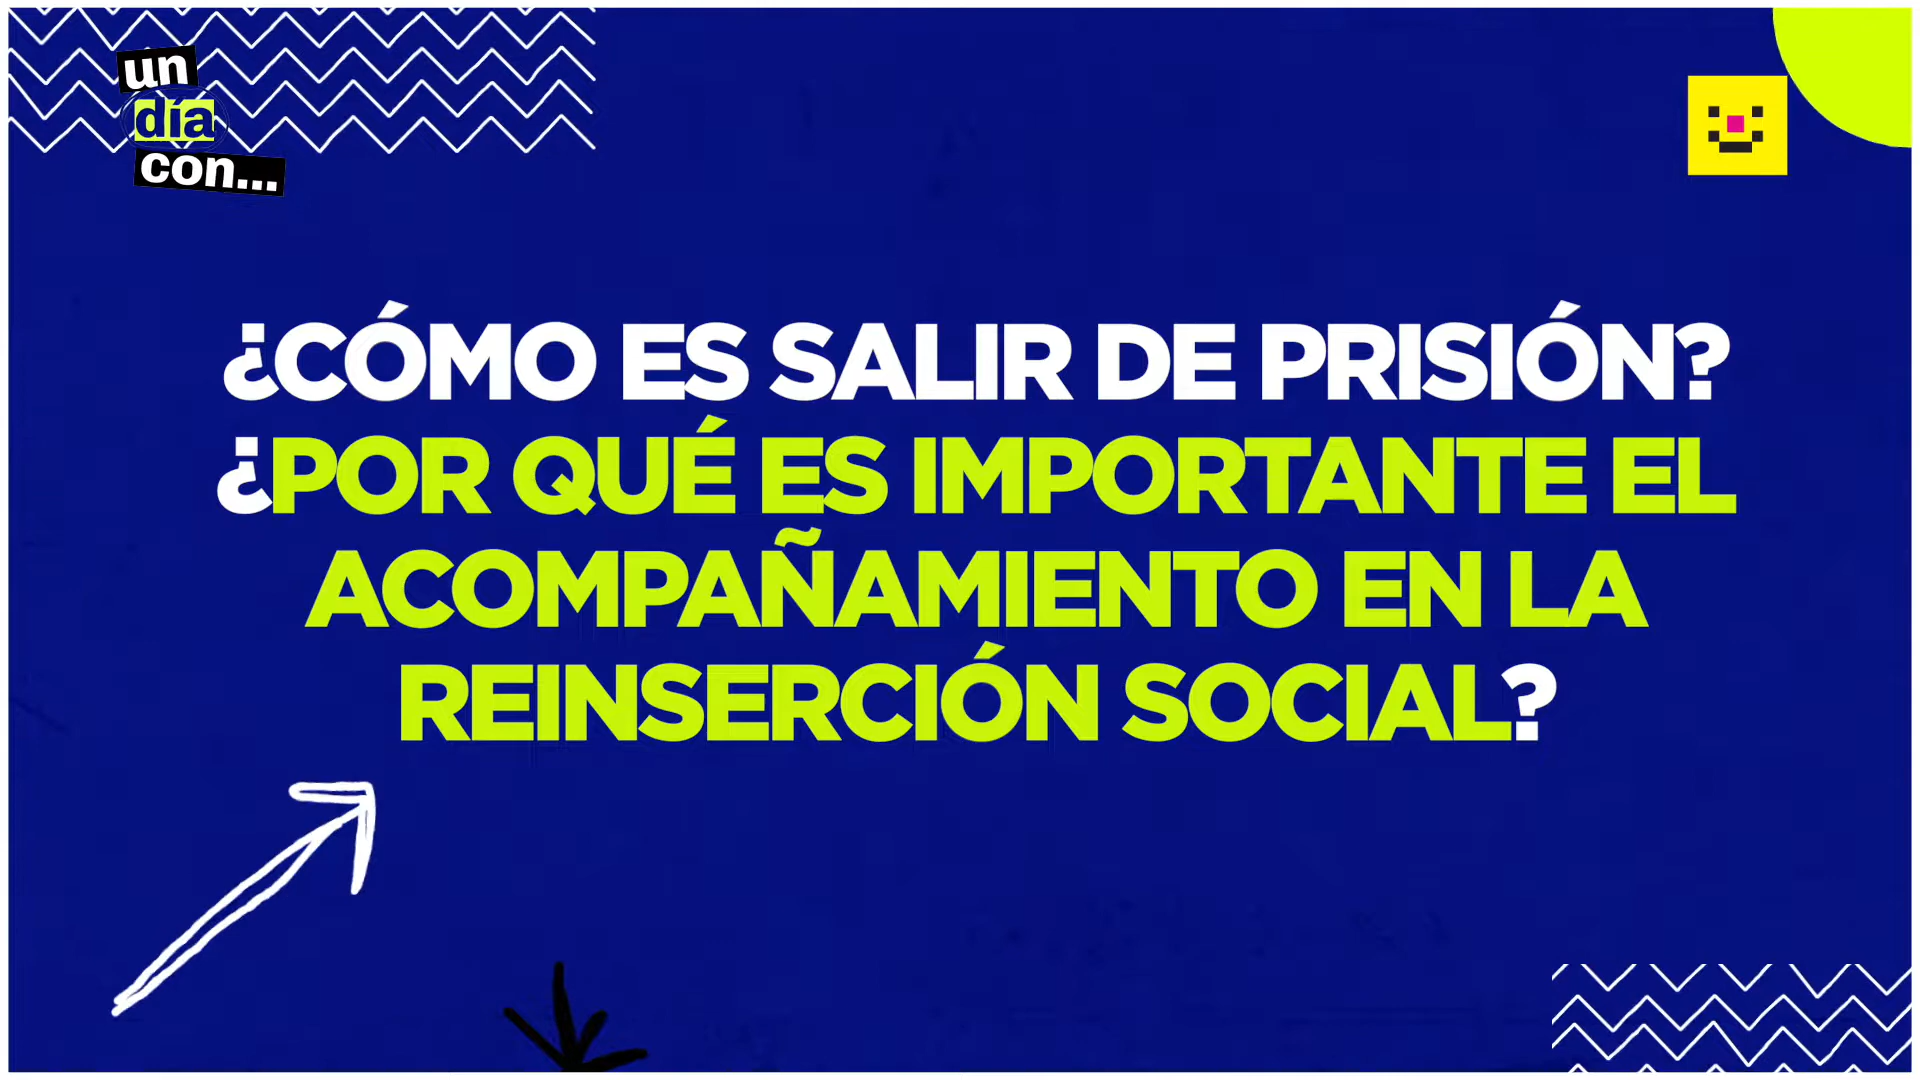 un
día
con...
¿CÓMO ES SALIR DE PRISIÓN?
¿POR QUÉ ES IMPORTANTE EL
ACOMPAÑAMIENTO EN LA
REINSERCIÓN SOCIAL?